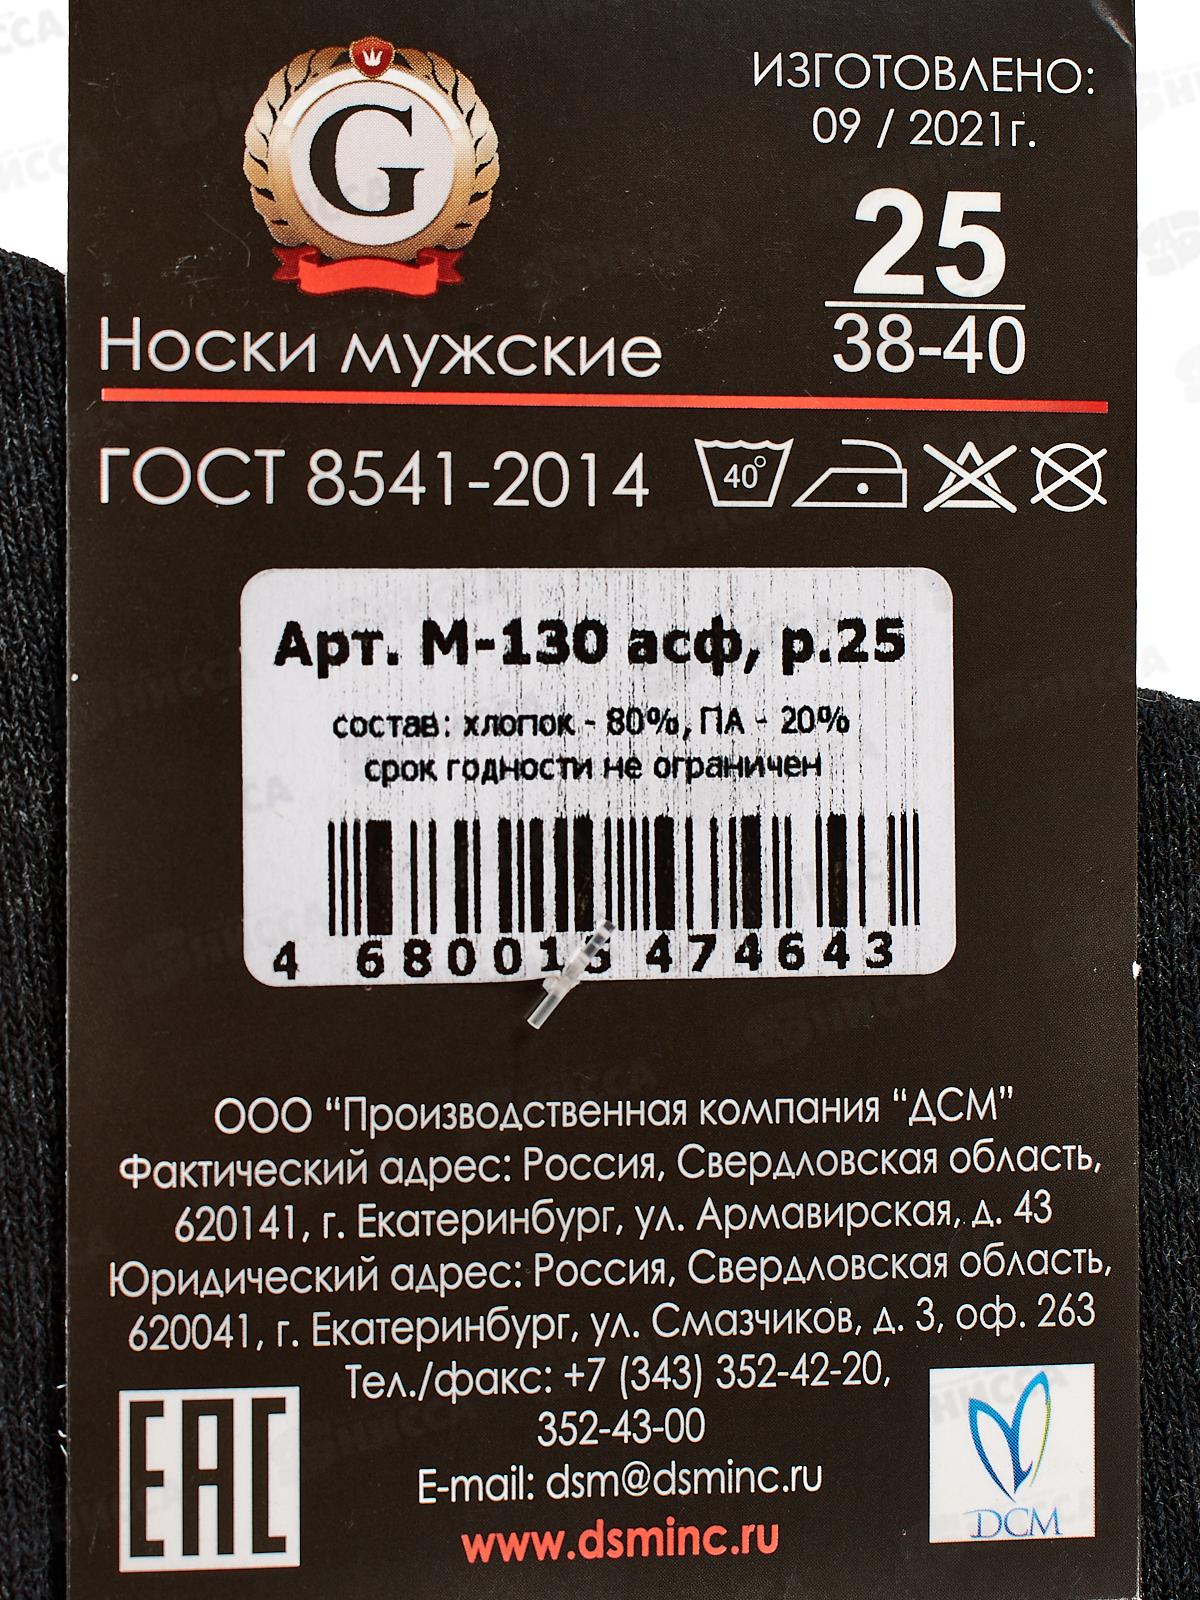 G
ИЗГОТОВЛЕНО:
09 / 2021г.
25
38-40
Носки мужские
ГОСТ 8541-2014
40°
Арт. М-130 асф, р.25
состав: хлопок - 80%, ПА - 20%
срок годности не ограничен
4 680016 474643
ООО “Производственная компания “ДСМ”
Фактический адрес: Россия, Свердловская область,
620141, г. Екатеринбург, ул. Армавирская, д. 43
Юридический адрес: Россия, Свердловская область,
620041, г. Екатеринбург, ул. Смазчиков, д. 3, оф. 263
Тел./факс: +7 (343) 352-42-20,
352-43-00
E-mail: dsm@dsminc.ru
www.dsminc.ru
ЕАС
DCM